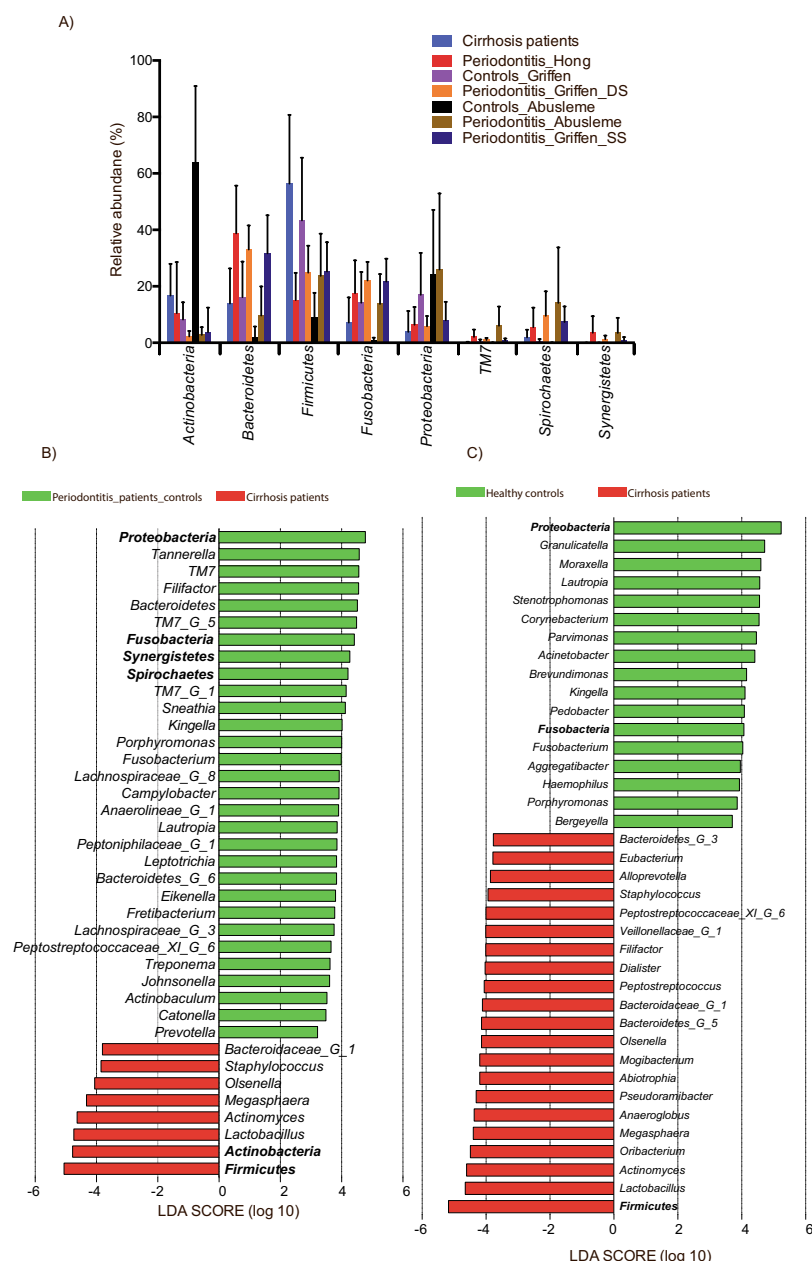 A)
Cirrhosis patients
Periodontitis_Hong
Controls_Griffen
Periodontitis_Griffen_DS
Controls_Abusleme
Periodontitis_Abusleme
Periodontitis_Griffen_SS
Relative abundane (%)
100
80
60
40
20
0
Actinobacteria
Bacteroidetes
Firmicutes
Fusobacteria
Proteobacteria
TM7
Spirochaetes
Synergistetes
B)
Periodontitis_patients_controls
Cirrhosis patients
Proteobacteria
Tannerella
TM7
Filifactor
Bacteroidetes
TM7_G_5
Fusobacteria
Synergistetes
Spirochaetes
TM7_G_1
Sneathia
Kingella
Porphyromonas
Fusobacterium
Lachnospiraceae_G_8
Campylobacter
Anaerolineae_G_1
Lautropia
Peptoniphilaceae_G_1
Leptotrichia
Bacteroidetes_G_6
Eikenella
Fretibacterium
Lachnospiraceae_G_3
Peptostreptococcaceae_XI_G_6
Treponema
Johnsonella
Actinobaculum
Catonella
Prevotella
Bacteroidaceae_G_1
Staphylococcus
Olsenella
Megasphaera
Actinomyces
Lactobacillus
Actinobacteria
Firmicutes
-6 -4 -2 0 2 4 6
LDA SCORE (log 10)
C)
Healthy controls
Cirrhosis patients
Proteobacteria
Granulicatella
Moraxella
Lautropia
Stenotrophomonas
Corynebacterium
Parvimonas
Acinetobacter
Brevundimonas
Kingella
Pedobacter
Fusobacteria
Fusobacterium
Aggregatibacter
Haemophilus
Porphyromonas
Bergeyella
Bacteroidetes_G_3
Eubacterium
Alloprevotella
Staphylococcus
Peptostreptococcaceae_XI_G_6
Veillonellaceae_G_1
Filifactor
Dialister
Peptostreptococcus
Bacteroidaceae_G_1
Bacteroidetes_G_5
Olsenella
Mogibacterium
Abiotrophia
Pseudoramibacter
Anaeroglobus
Megasphaera
Oribacterium
Actinomyces
Lactobacillus
Firmicutes
-6 -4 -2 0 2 4 6
LDA SCORE (log 10)